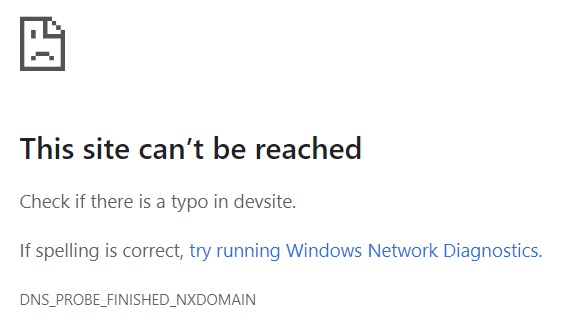 This site can’t be reached
Check if there is a typo in devsite.
If spelling is correct, try running Windows Network Diagnostics.
DNS_PROBE_FINISHED_NXDOMAIN